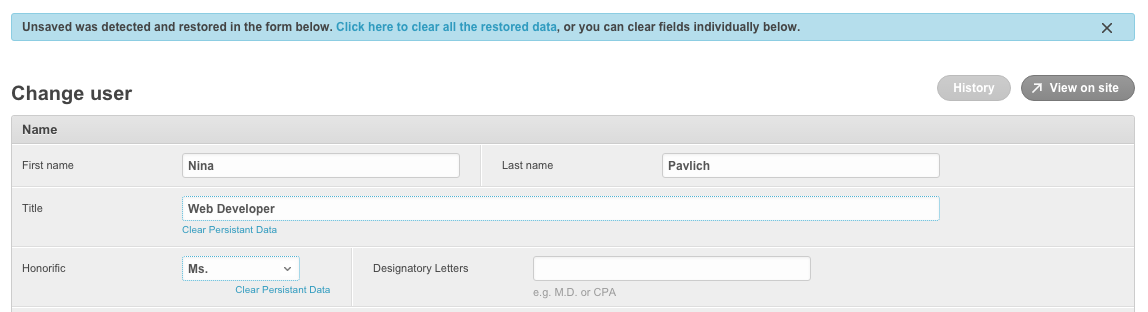 Unsaved was detected and restored in the form below. Click here to clear all the restored data, or you can clear fields individually below.
Change user
History
View on site
Name
First name
Nina
Last name
Pavlich
Title
Web Developer
Clear Persistant Data
Honorific
Ms.
Designatory Letters
Clear Persistant Data
e.g. M.D. or CPA